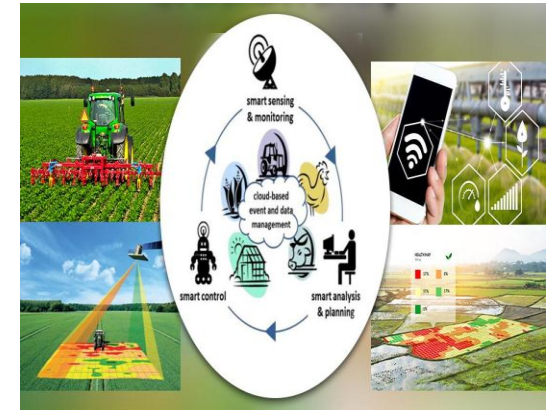 smart sensing
& monitoring
cloud-based
event and data
management
smart control
smart analysis
& planning